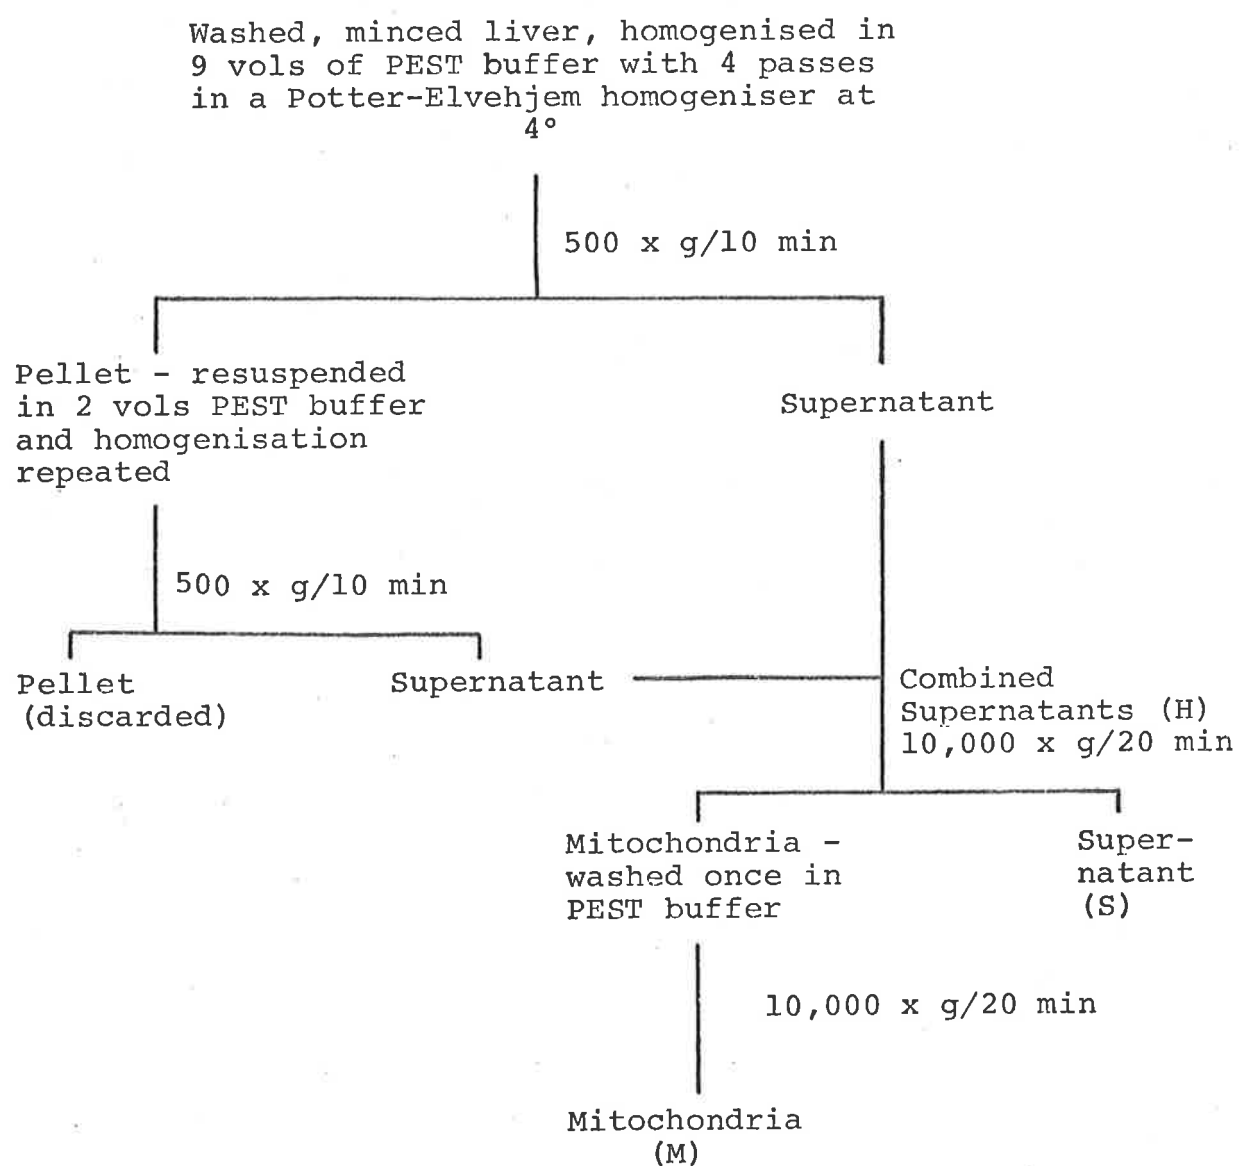 Washed, minced liver, homogenised in
9 vols of PEST buffer with 4 passes
in a Potter-Elvehjem homogeniser at
4°
500 x g/10 min
Pellet - resuspended
in 2 vols PEST buffer
and homogenisation
repeated
Supernatant
500 x g/10 min
Pellet
(discarded)
Supernatant
Combined
Supernatants (H)
10,000 x g/20 min
Mitochondria -
washed once in
PEST buffer
Super-
natant
(S)
10,000 x g/20 min
Mitochondria
(M)